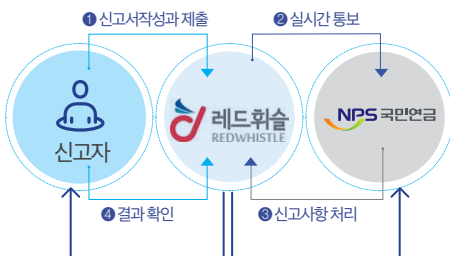 ❶ 신고서작성과 제출
❷ 실시간 통보
신고자
레드휘슬
REDWHISTLE
NPS 국민연금
❹ 결과 확인
❸ 신고사항 처리